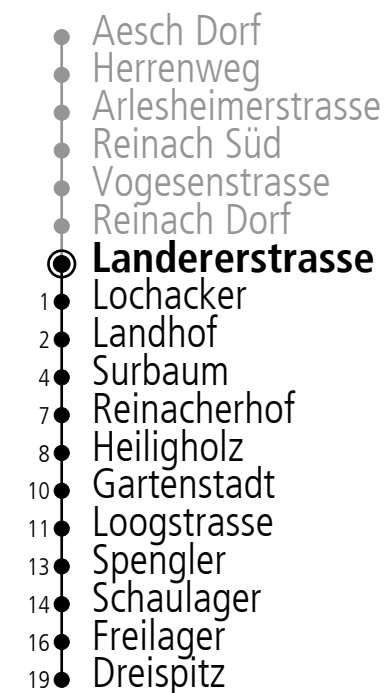 Aesch Dorf
Herrenweg
Arlesheimerstrasse
Reinach Süd
Vogesenstrasse
Reinach Dorf
Landererstrasse
1 Lochacker
2 Landhof
4 Surbaum
7 Reinacherhof
8 Heiligholz
10 Gartenstadt
11 Loogstrasse
13 Spengler
14 Schaulager
16 Freilager
19 Dreispitz